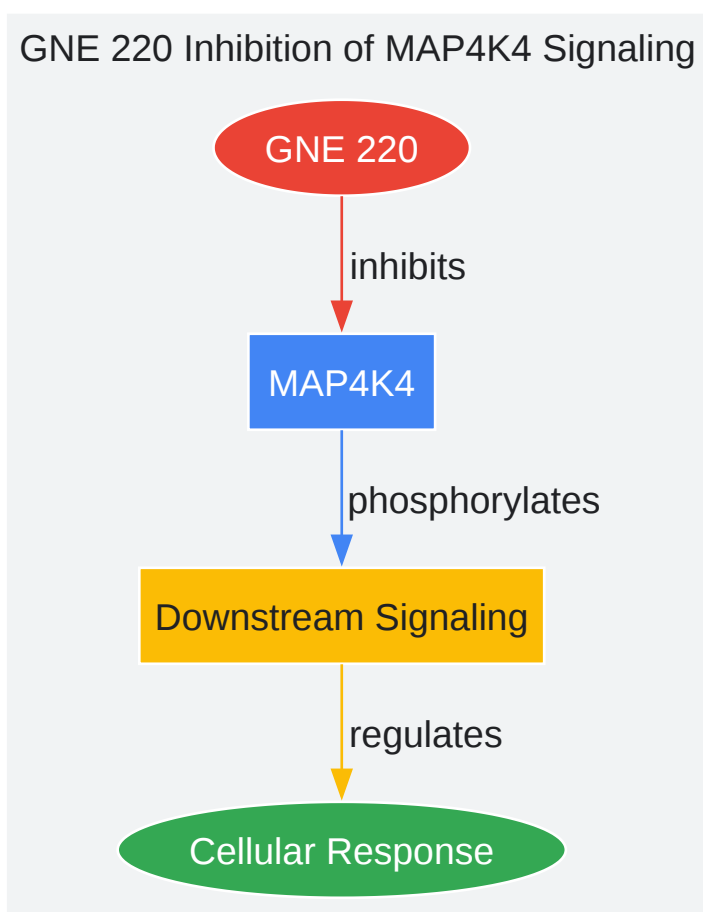 GNE 220 Inhibition of MAP4K4 Signaling
GNE 220
inhibits
MAP4K4
phosphorylates
Downstream Signaling
regulates
Cellular Response